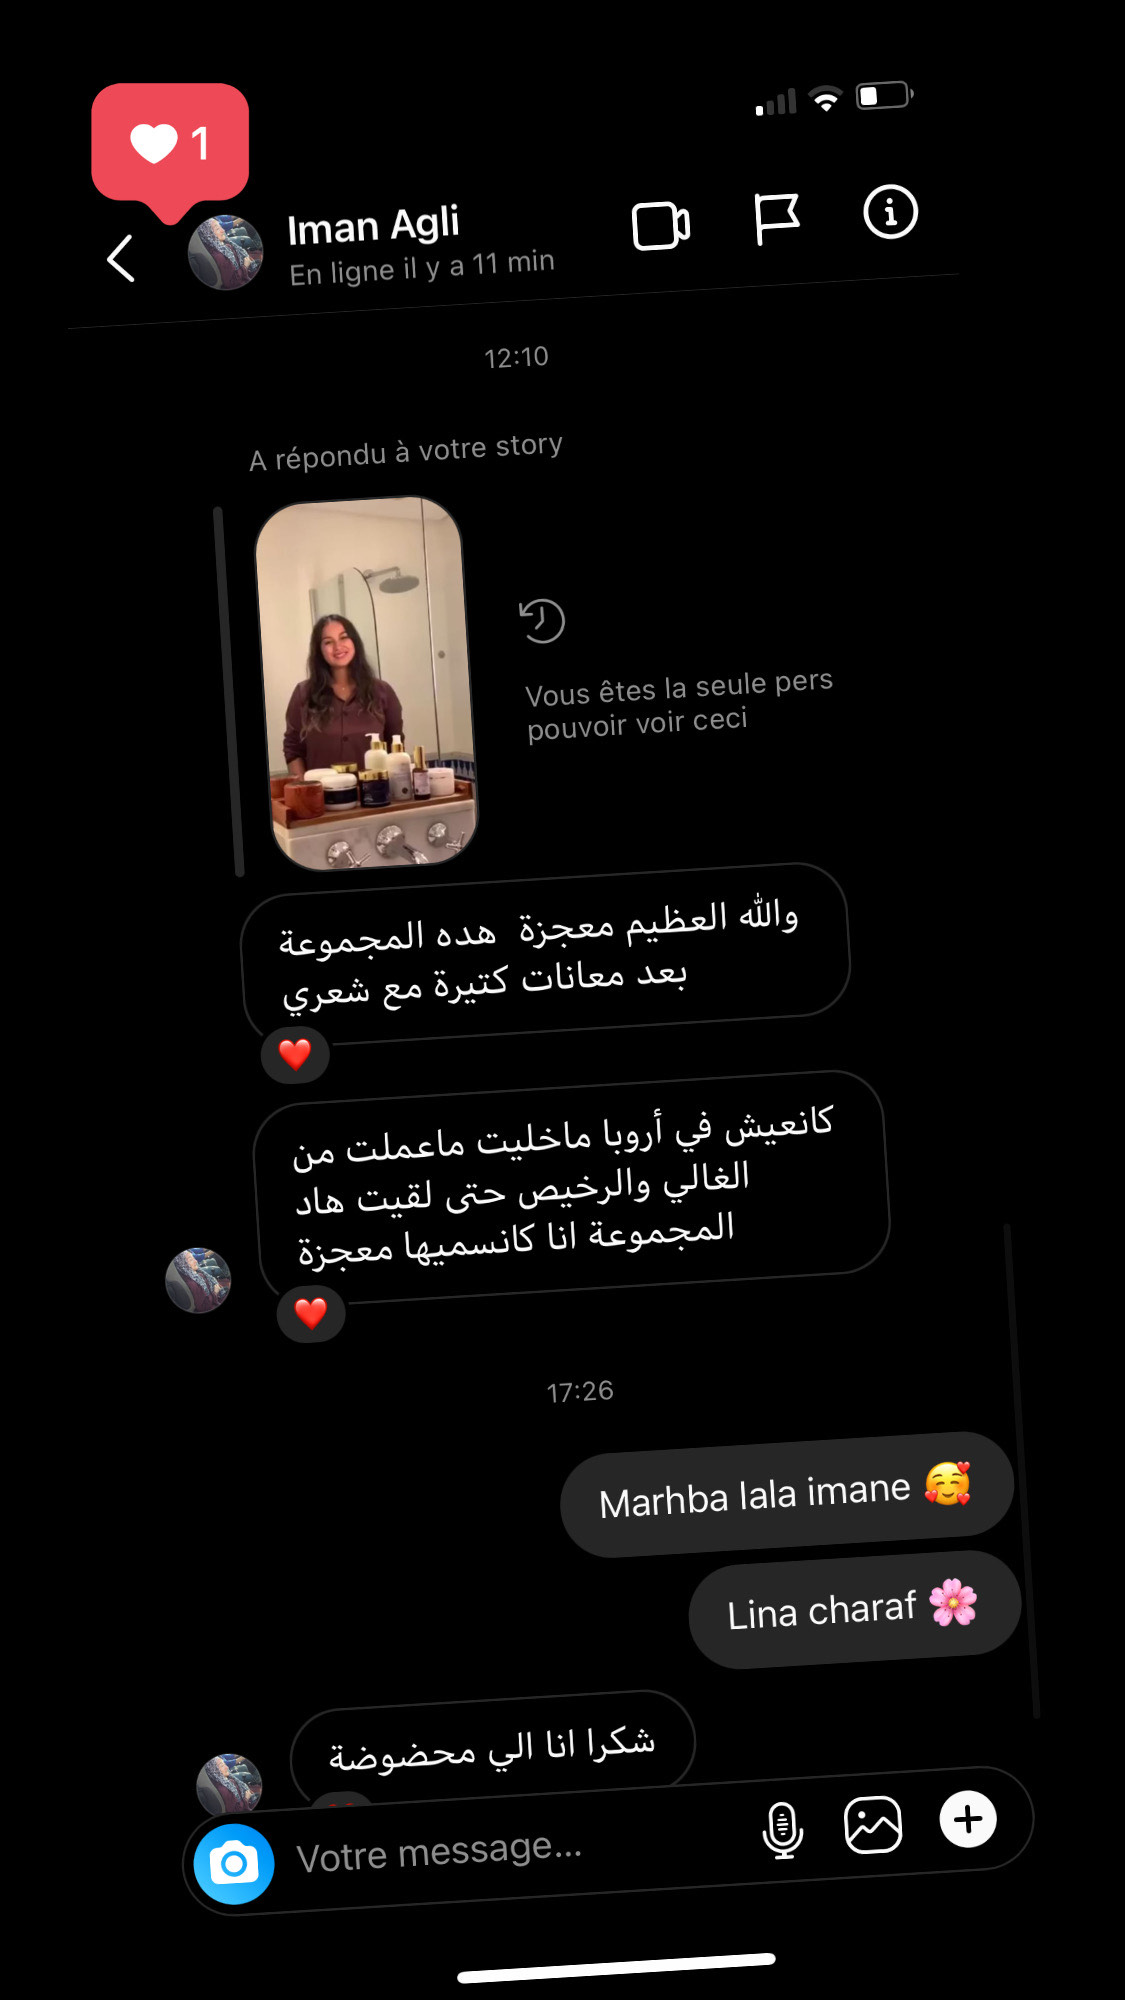 1
Iman Agli
En ligne il y a 11 min
12:10
A répondu à votre story
Vous êtes la seule pers
pouvoir voir ceci
والله العظيم معجزة هده المجموعة
بعد معانات كتيرة مع شعري
كانعيش في أروبا ماخليت ماعملت من
الغالي والرخيص حتى لقيت هاد
المجموعة انا كانسميها معجزة
17:26
Marhba lala imane 🥰
Lina charaf 🌸
شكرا انا الي محضوضة
Votre message...